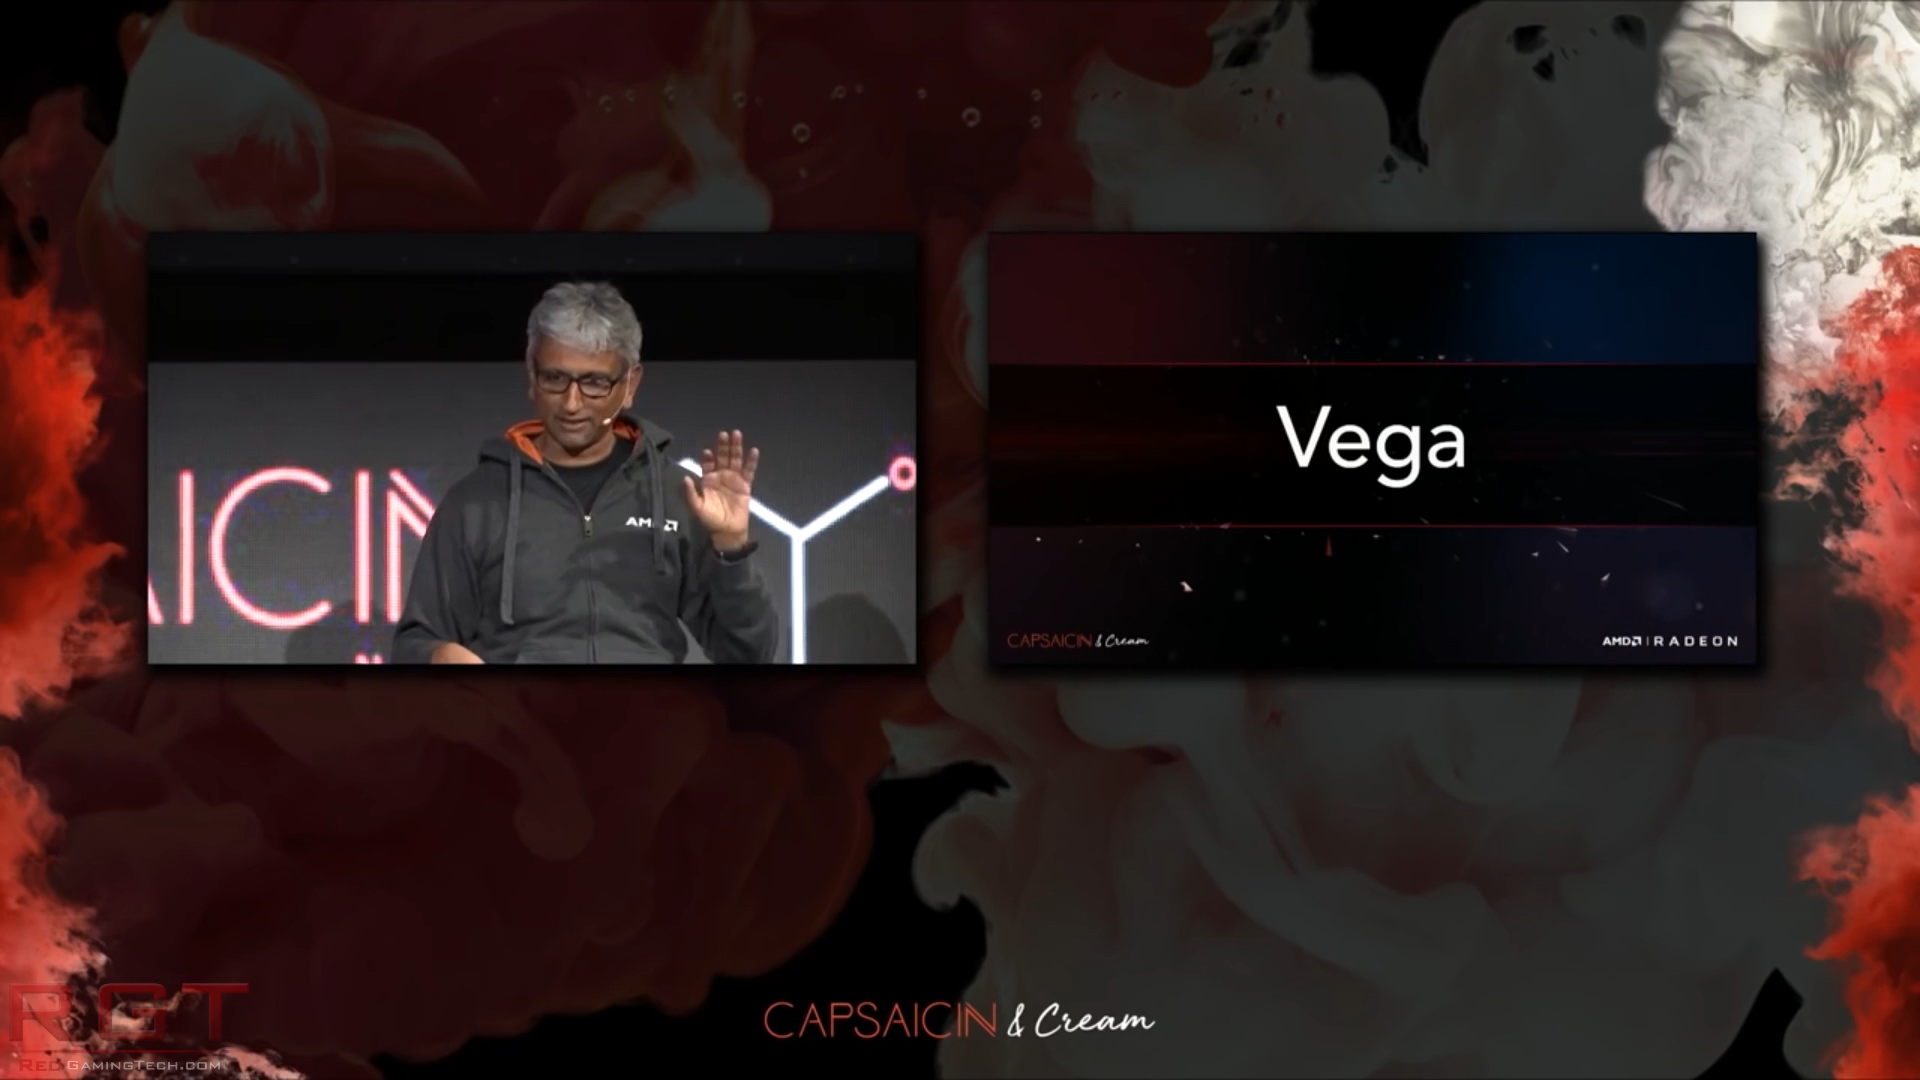 AICIN
AMD
Vega
CAPSAICIN & Cream
AMD | RADEON
CAPSAICIN & Cream
RGT
REDGAMINGTECH.COM